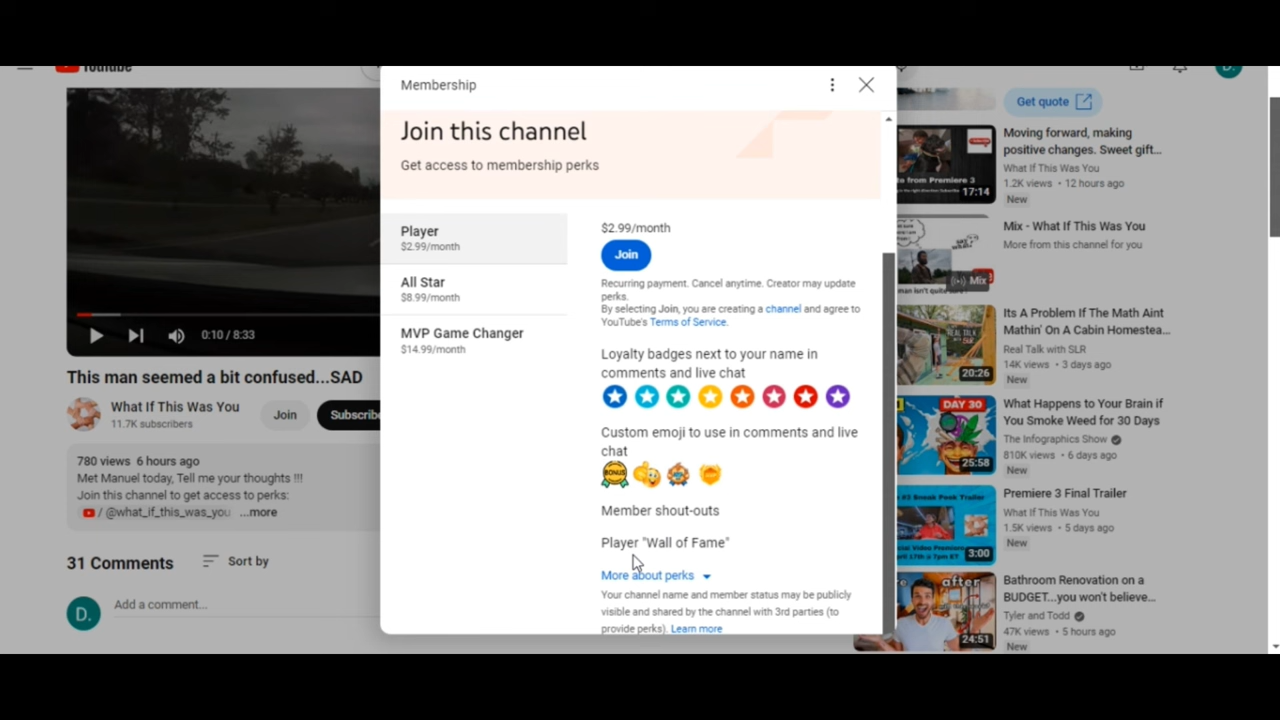 YouTube
Membership
Join this channel
Get access to membership perks
Player
$2.99/month
All Star
$8.99/month
MVP Game Changer
$14.99/month
$2.99/month
Join
Recurring payment. Cancel anytime. Creator may update
perks.
By selecting Join, you are creating a channel and agree to
YouTube's Terms of Service.
Loyalty badges next to your name in
comments and live chat
Custom emoji to use in comments and live
chat
BONUS
Member shout-outs
Player "Wall of Fame"
More about perks
Your channel name and member status may be publicly
visible and shared by the channel with 3rd parties (to
provide perks). Learn more
0:10 / 8:33
This man seemed a bit confused...SAD
What If This Was You
11.7K subscribers
Join
Subscribe
780 views 6 hours ago
Met Manuel today, Tell me your thoughts !!!
Join this channel to get access to perks:
/ @what_if_this_was_you ...more
31 Comments
Sort by
D.
Add a comment...
D.
Get quote
from Premiere 3
17:14
Moving forward, making
positive changes. Sweet gift...
What If This Was You
1.2K views • 12 hours ago
New
Mix
Mix - What If This Was You
More from this channel for you
REAL TALK
20:26
Its A Problem If The Math Aint
Mathin' On A Cabin Homestea...
Real Talk with SLR
14K views • 3 days ago
New
DAY 30
25:58
What Happens to Your Brain if
You Smoke Weed for 30 Days
The Infographics Show
810K views • 6 days ago
New
Sneak Peek Trailer
3:00
Premiere 3 Final Trailer
What If This Was You
1.5K views • 5 days ago
New
after
24:51
Bathroom Renovation on a
BUDGET...you won't believe...
Tyler and Todd
47K views • 5 hours ago
New